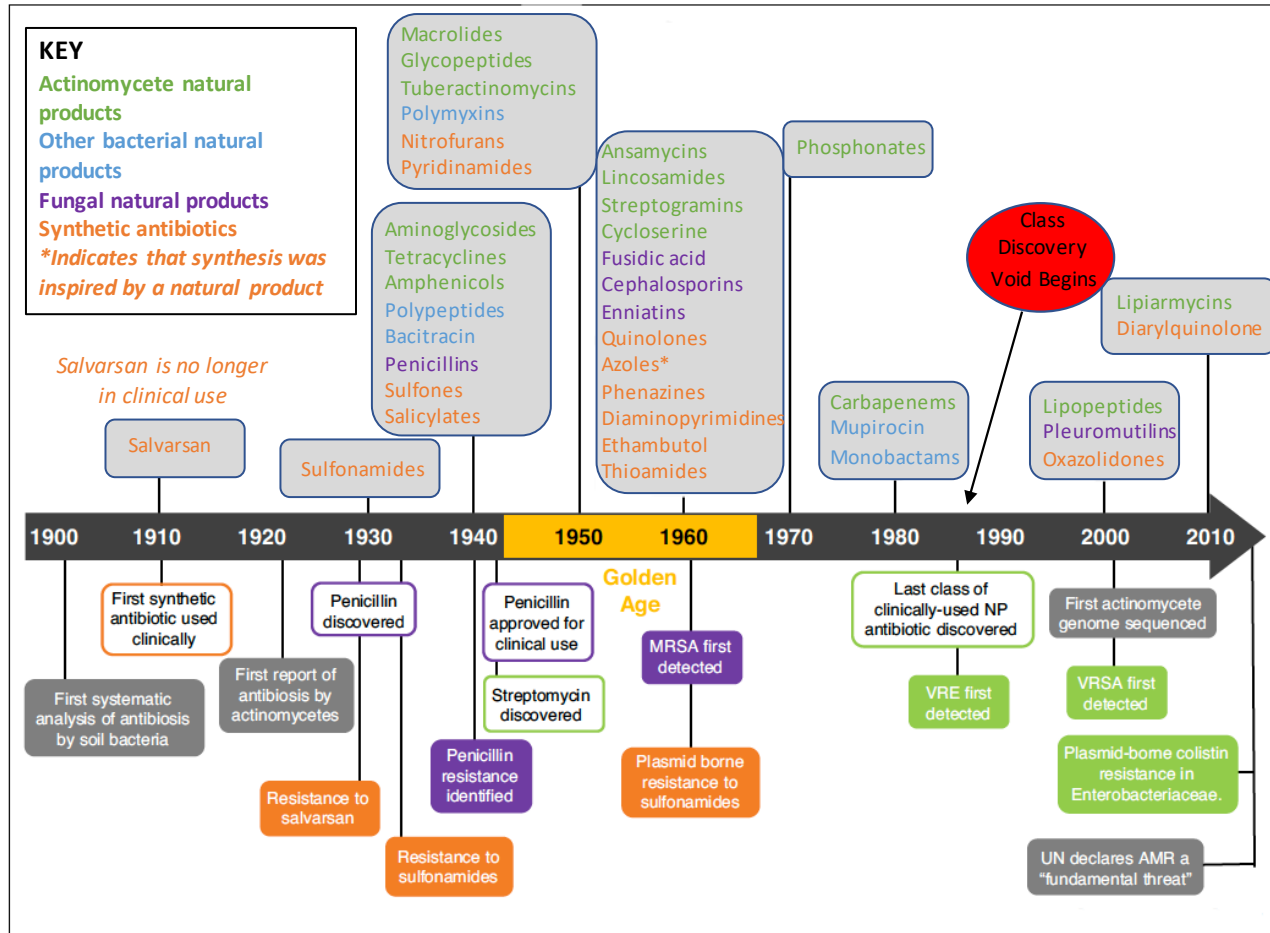 KEY
Actinomycete natural
products
Other bacterial natural
products
Fungal natural products
Synthetic antibiotics
*Indicates that synthesis was
inspired by a natural product
Salvarsan is no longer
in clinical use
Salvarsan
Sulfonamides
Aminoglycosides
Tetracyclines
Amphenicols
Polypeptides
Bacitracin
Penicillins
Sulfones
Salicylates
Macrolides
Glycopeptides
Tuberactinomycins
Polymyxins
Nitrofurans
Pyridinamides
Ansamycins
Lincosamides
Streptogramins
Cycloserine
Fusidic acid
Cephalosporins
Enniatins
Quinolones
Azoles*
Phenazines
Diaminopyrimidines
Ethambutol
Thioamides
Phosphonates
Carbapenems
Mupirocin
Monobactams
Class
Discovery
Void Begins
Lipopeptides
Pleuromutilins
Oxazolidones
Lipiarmycins
Diarylquinolone
1900 1910 1920 1930 1940 1950 1960 1970 1980 1990 2000 2010
Golden
Age
First systematic
analysis of antibiosis
by soil bacteria
First synthetic
antibiotic used
clinically
First report of
antibiosis by
actinomycetes
Penicillin
discovered
Resistance to
salvarsan
Resistance to
sulfonamides
Penicillin
resistance
identified
Penicillin
approved for
clinical use
Streptomycin
discovered
MRSA first
detected
Plasmid borne
resistance to
sulfonamides
Last class of
clinically-used NP
antibiotic discovered
VRE first
detected
First actinomycete
genome sequenced
VRSA first
detected
Plasmid-borne colistin
resistance in
Enterobacteriaceae.
UN declares AMR a
“fundamental threat”